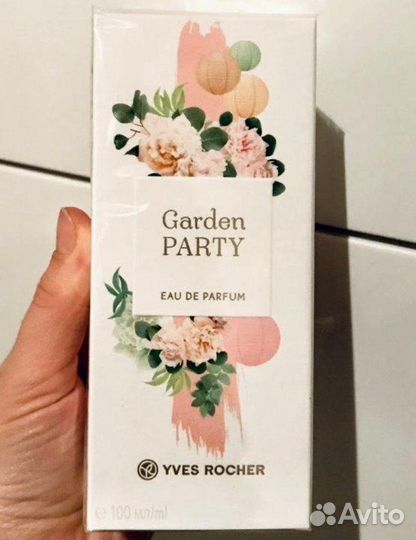 Garden
PARTY
EAU DE PARFUM
YVES ROCHER
℮ 100 мл/ml
Avito